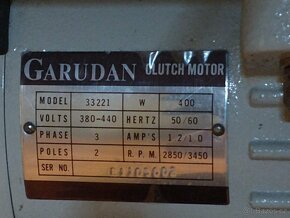 GARUDAN CLUTCH MOTOR
MODEL 33221 W 400
VOLTS 380-440 HERTZ 50/60
PHASE 3 AMP'S 1.2/1.0
POLES 2 R.P.M. 2850/3450
SER NO.